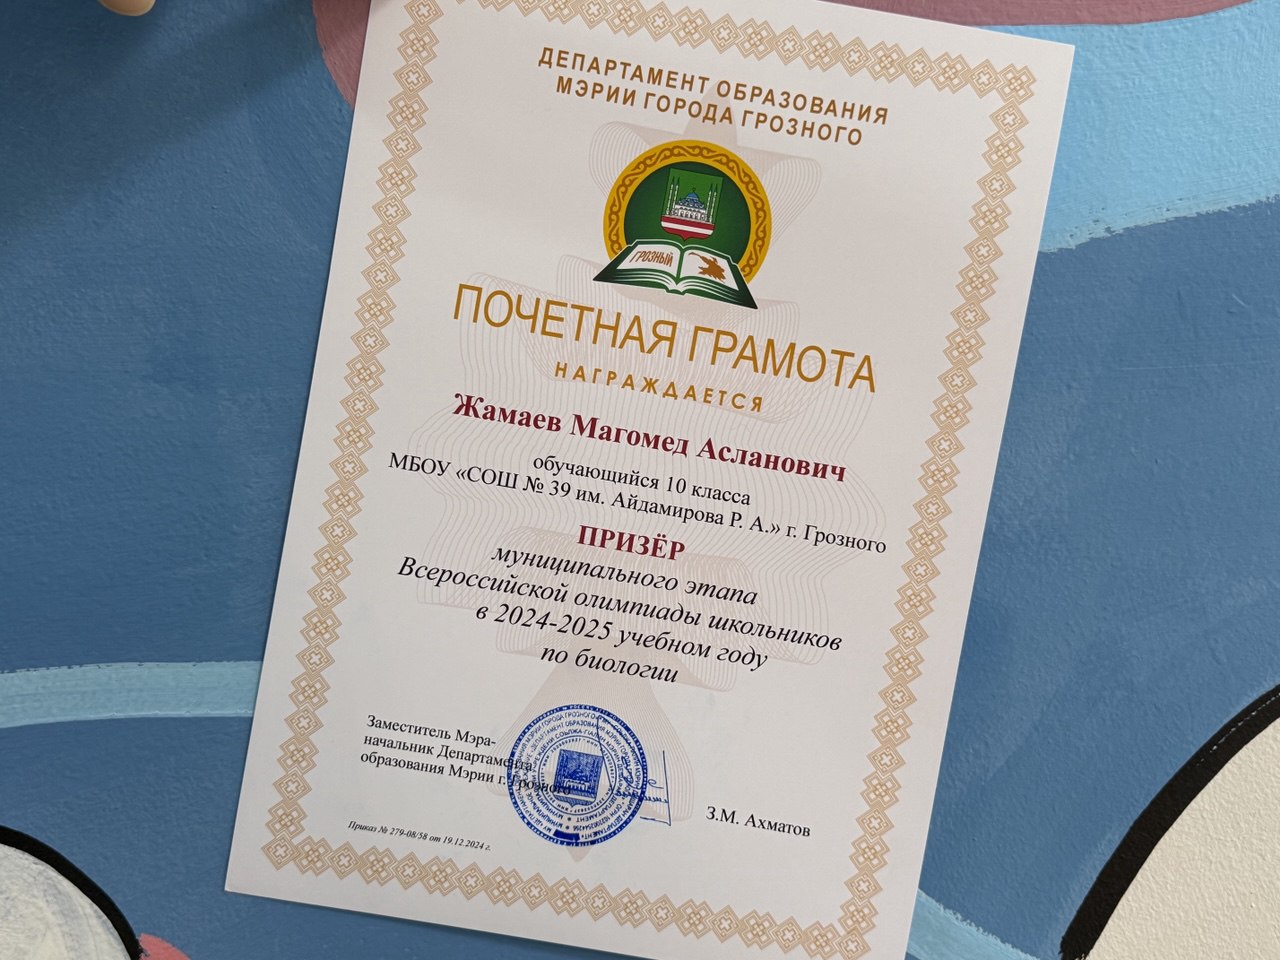 ДЕПАРТАМЕНТ ОБРАЗОВАНИЯ
МЭРИИ ГОРОДА ГРОЗНОГО
ГРОЗНЫЙ
ПОЧЕТНАЯ ГРАМОТА
НАГРАЖДАЕТСЯ
Жамаев Магомед Асланович
обучающийся 10 класса
МБОУ «СОШ № 39 им. Айдамирова Р. А.» г. Грозного
ПРИЗЁР
муниципального этапа
Всероссийской олимпиады школьников
в 2024-2025 учебном году
по биологии
Заместитель Мэра-
начальник Департамента
образования Мэрии г. Грозного
З.М. Ахматов
Приказ № 279-08/58 от 19.12.2024 г.